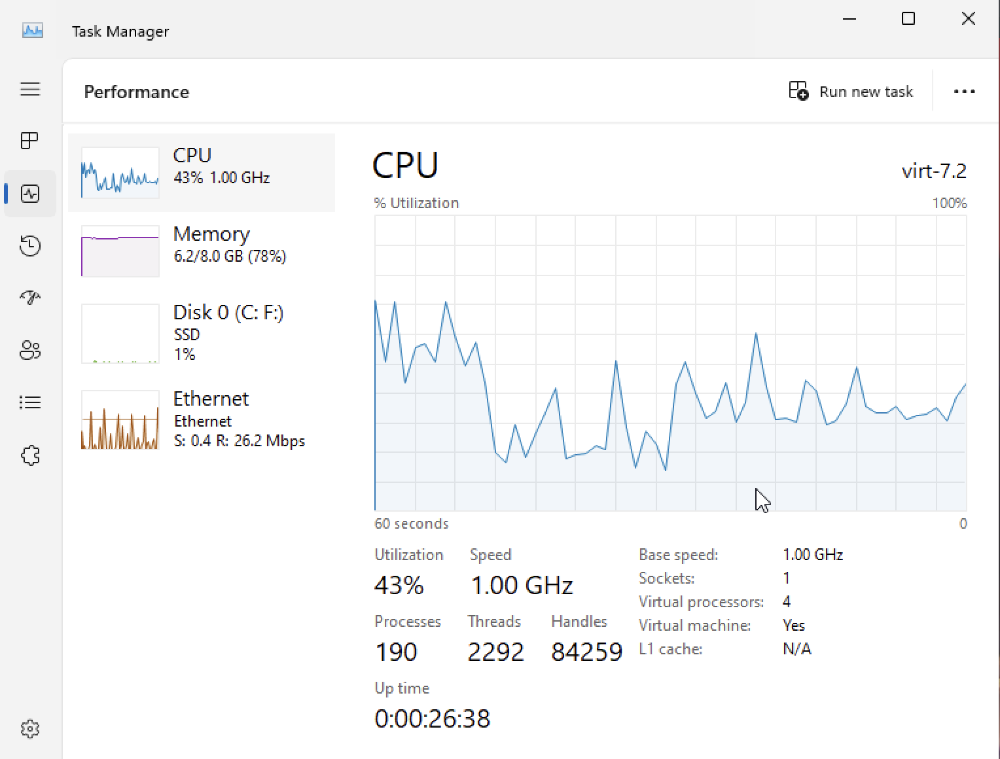 Task Manager
Performance
Run new task
CPU
43% 1.00 GHz
Memory
6.2/8.0 GB (78%)
Disk 0 (C: F:)
SSD
1%
Ethernet
Ethernet
S: 0.4 R: 26.2 Mbps
CPU
virt-7.2
% Utilization
100%
60 seconds
0
Utilization
Speed
43%
1.00 GHz
Processes
Threads
Handles
190
2292
84259
Up time
0:00:26:38
Base speed:
1.00 GHz
Sockets:
1
Virtual processors:
4
Virtual machine:
Yes
L1 cache:
N/A